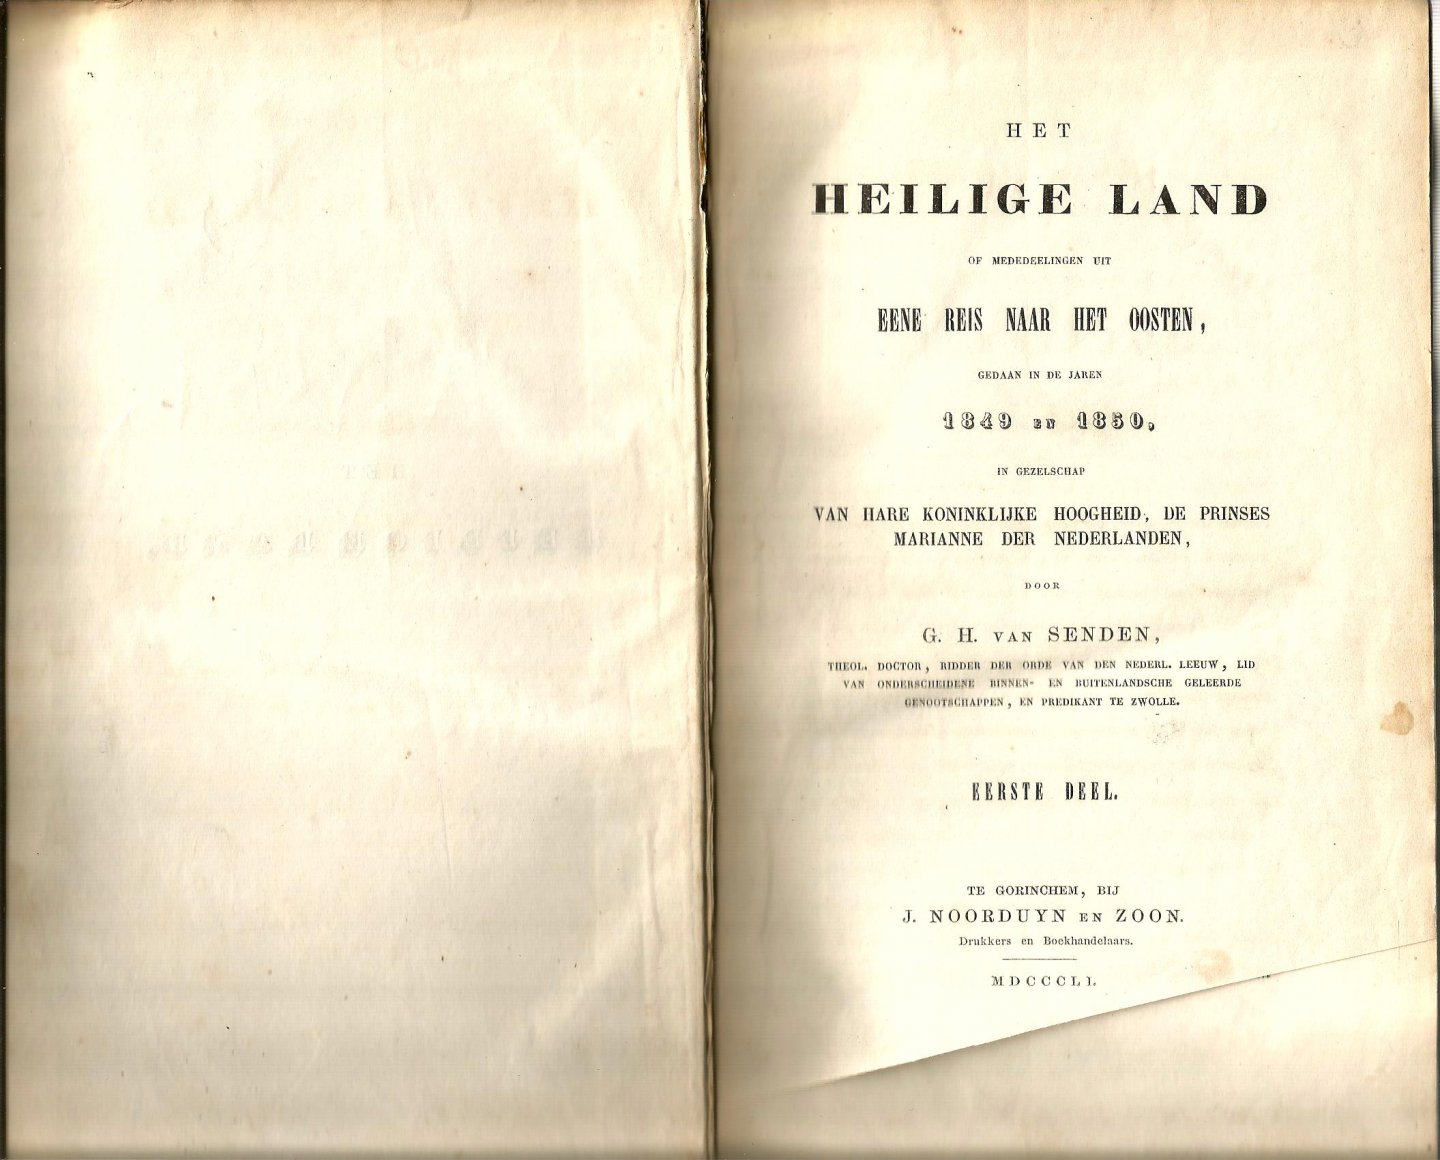 HET
HEILIGE LAND
OF MEDEDEELINGEN UIT
EENE REIS NAAR HET OOSTEN,
GEDAAN IN DE JAREN
1849 EN 1850,
IN GEZELSCHAP
VAN HARE KONINKLIJKE HOOGHEID, DE PRINSES
MARIANNE DER NEDERLANDEN,
DOOR
G. H. VAN SENDEN,
THEOL. DOCTOR, RIDDER DER ORDE VAN DEN NEDERL. LEEUW, LID
VAN ONDERSCHEIDENE BINNEN- EN BUITENLANDSCHE GELEERDE
GENOOTSCHAPPEN, EN PREDIKANT TE ZWOLLE.
EERSTE DEEL.
TE GORINCHEM, BIJ
J. NOORDUYN EN ZOON.
Drukkers en Boekhandelaars.
MDCCCLI.